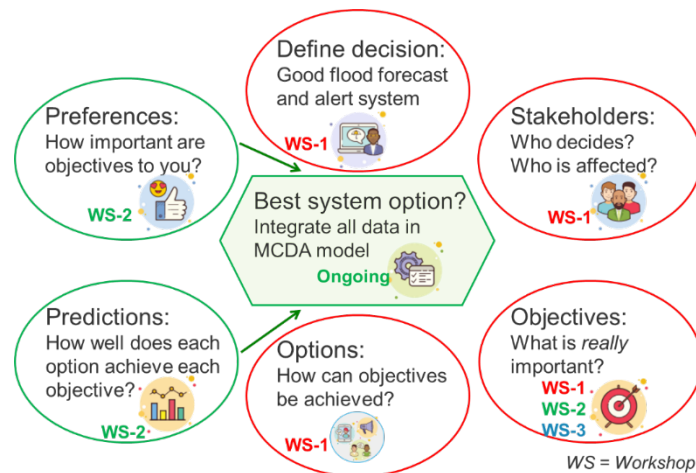 Define decision:
Good flood forecast
and alert system
WS-1
Preferences:
How important are
objectives to you?
WS-2
Stakeholders:
Who decides?
Who is affected?
WS-1
Best system option?
Integrate all data in
MCDA model
Ongoing
Predictions:
How well does each
option achieve each
objective?
WS-2
Options:
How can objectives
be achieved?
WS-1
Objectives:
What is really
important?
WS-1
WS-2
WS-3
WS = Workshop